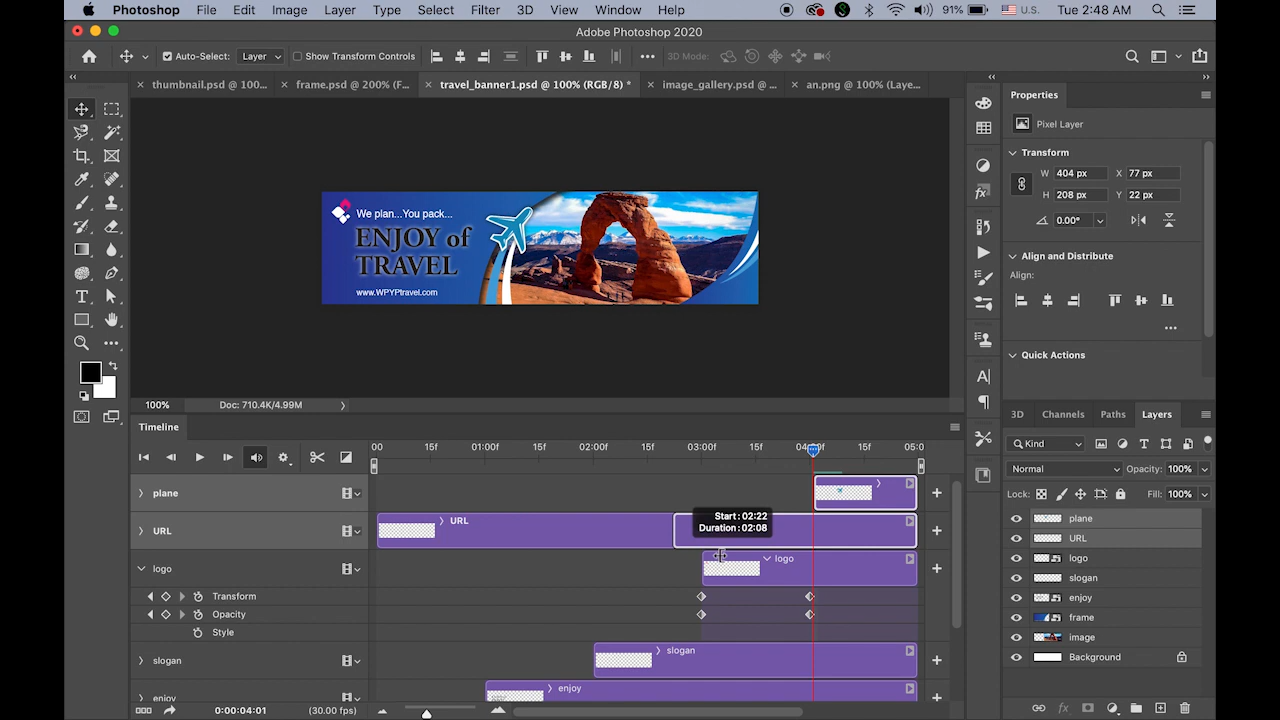 Photoshop File Edit Image Layer Type Select Filter 3D View Window Help 91% U.S. Tue 2:48 AM
Adobe Photoshop 2020
Auto-Select: Layer Show Transform Controls 3D Mode:
thumbnail.psd @ 100... frame.psd @ 200% (F... travel_banner1.psd @ 100% (RGB/8) * image_gallery.psd @ ... an.png @ 100% (Laye...
Properties
Pixel Layer
Transform
W 404 px X 77 px
H 208 px Y 22 px
0.00°
Align and Distribute
Align:
Quick Actions
We plan...You pack...
ENJOY of
TRAVEL
www.WPYPtravel.com
100% Doc: 710.4K/4.99M
Timeline
00 15f 01:00f 15f 02:00f 15f 03:00f 15f 04:00f 15f 05:0
plane
URL URL
Start: 02:22
Duration: 02:08
logo logo
Transform
Opacity
Style
slogan slogan
enjoy enjoy
0:00:04:01 (30.00 fps)
3D Channels Paths Layers
Kind
Normal Opacity: 100%
Lock: Fill: 100%
plane
URL
logo
slogan
enjoy
frame
image
Background